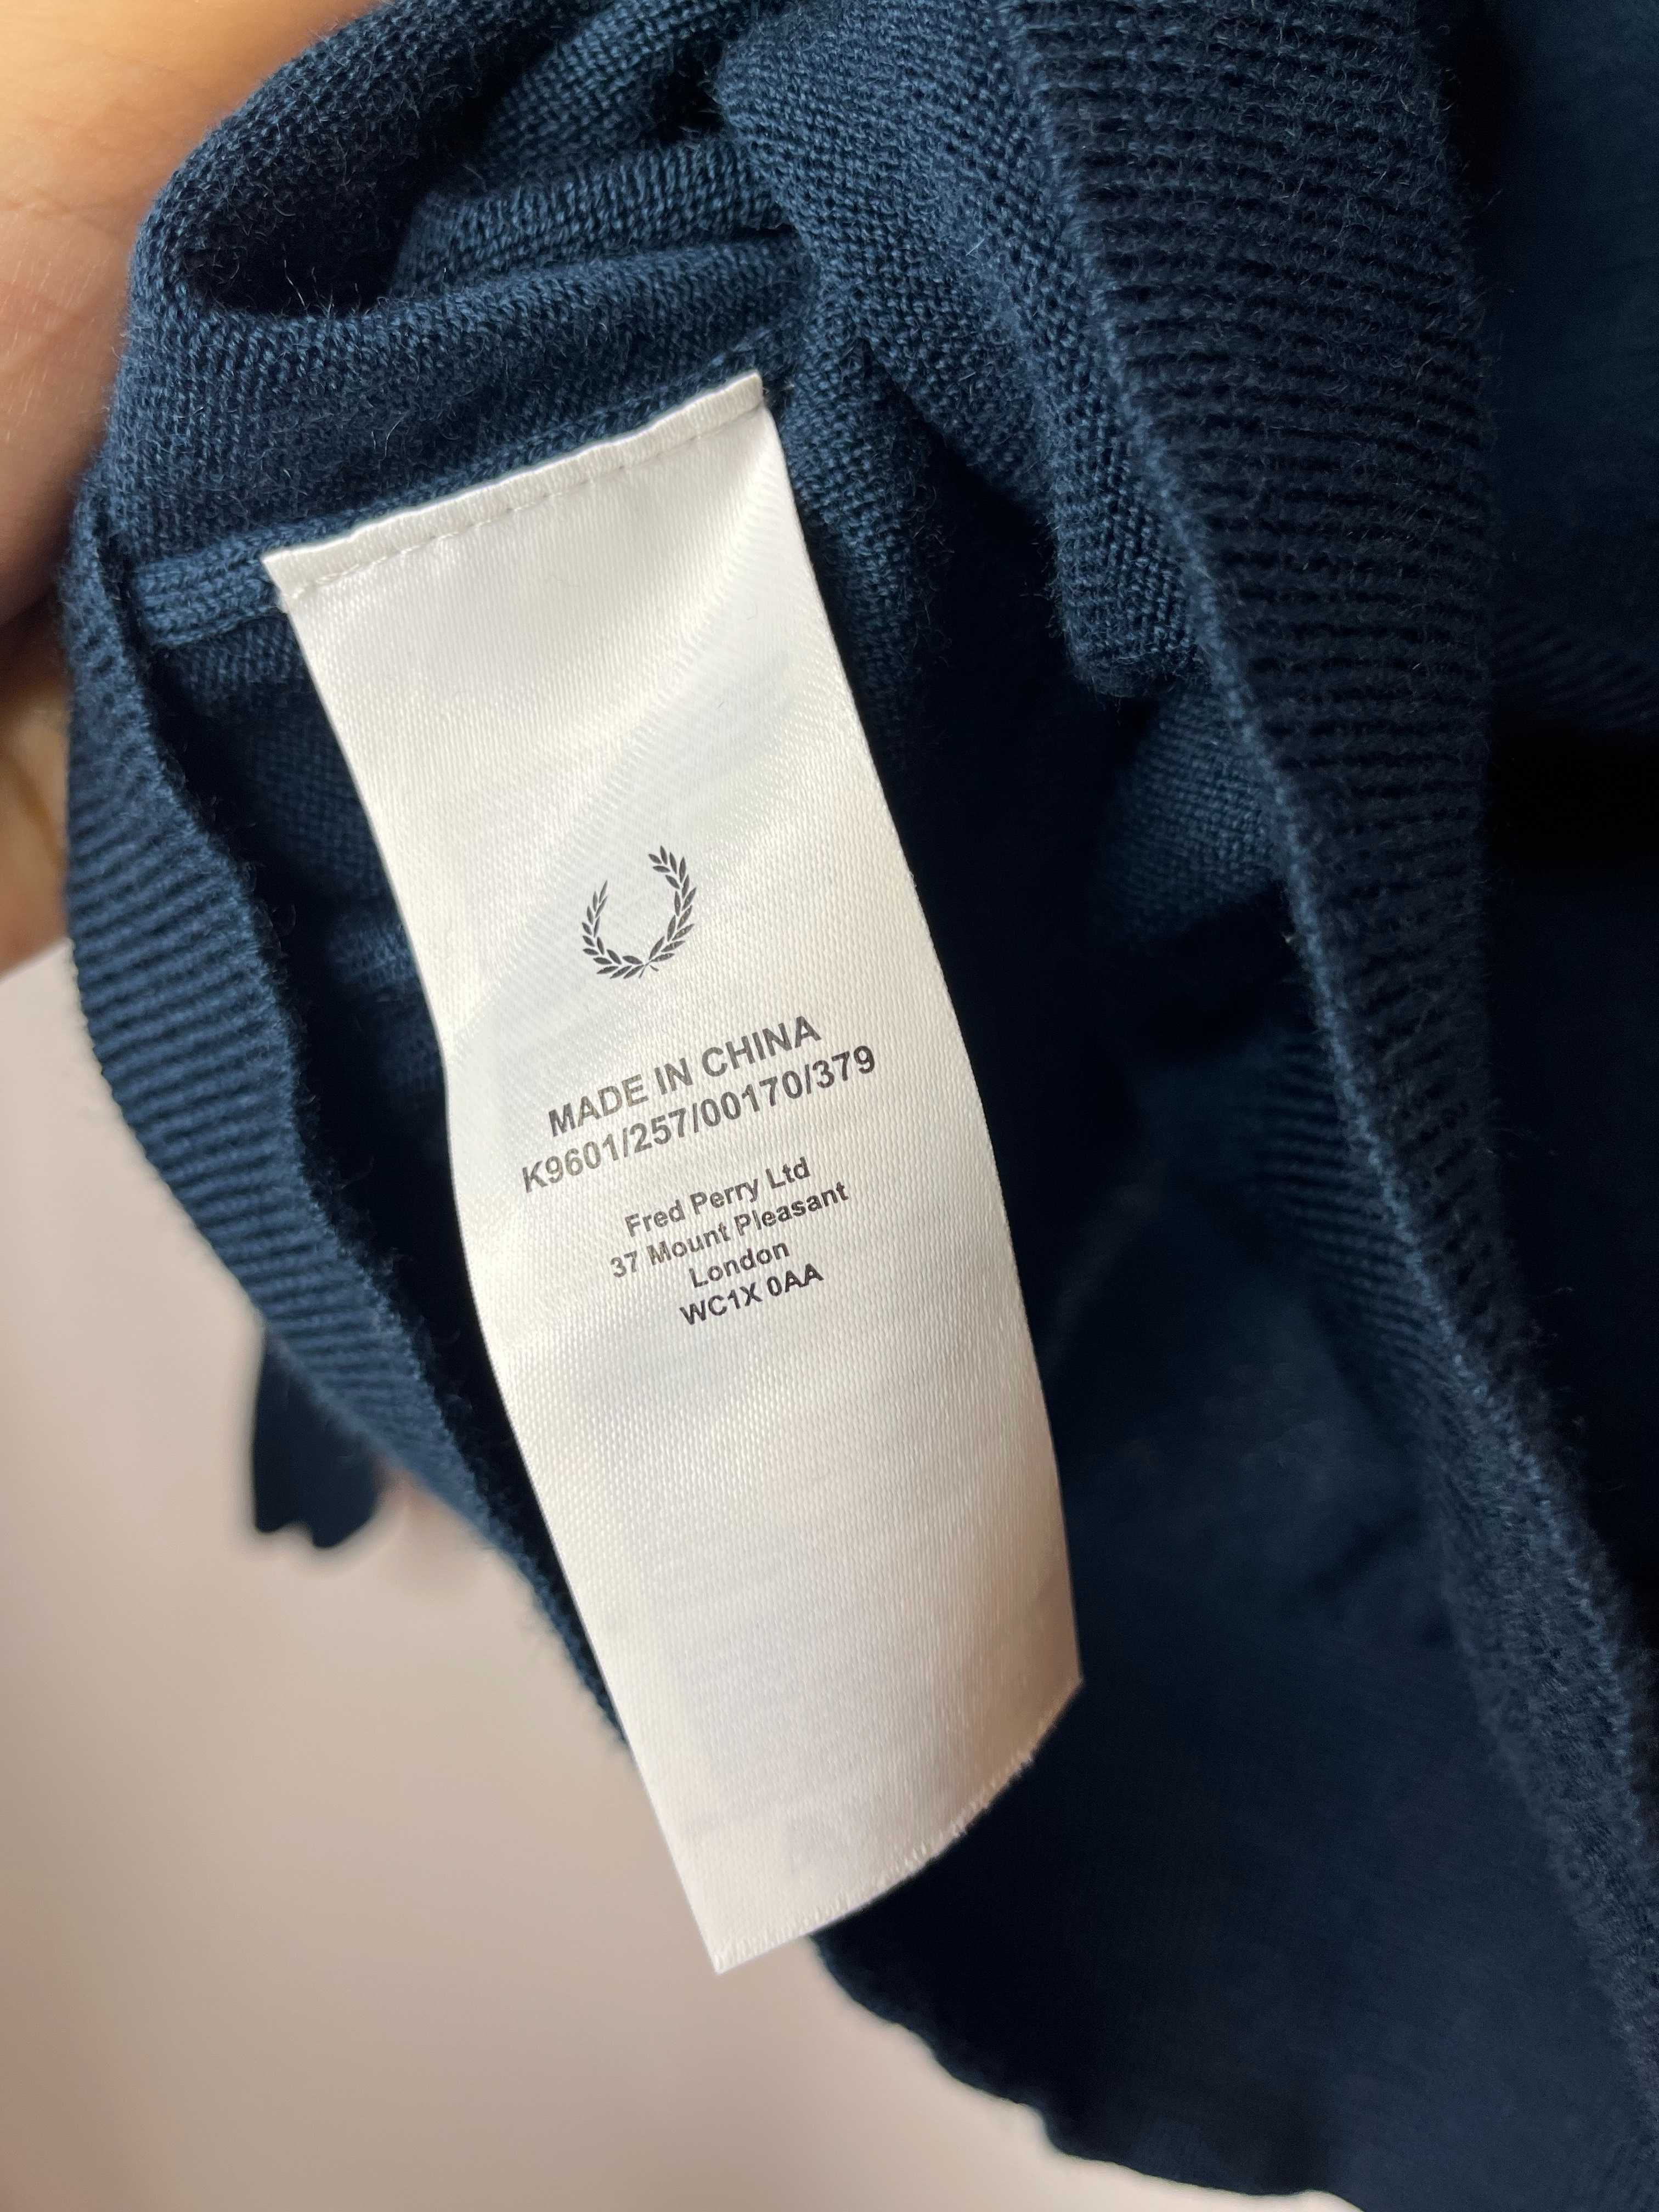 MADE IN CHINA
K9601/257/00170/379
Fred Perry Ltd
37 Mount Pleasant
London
WC1X 0AA